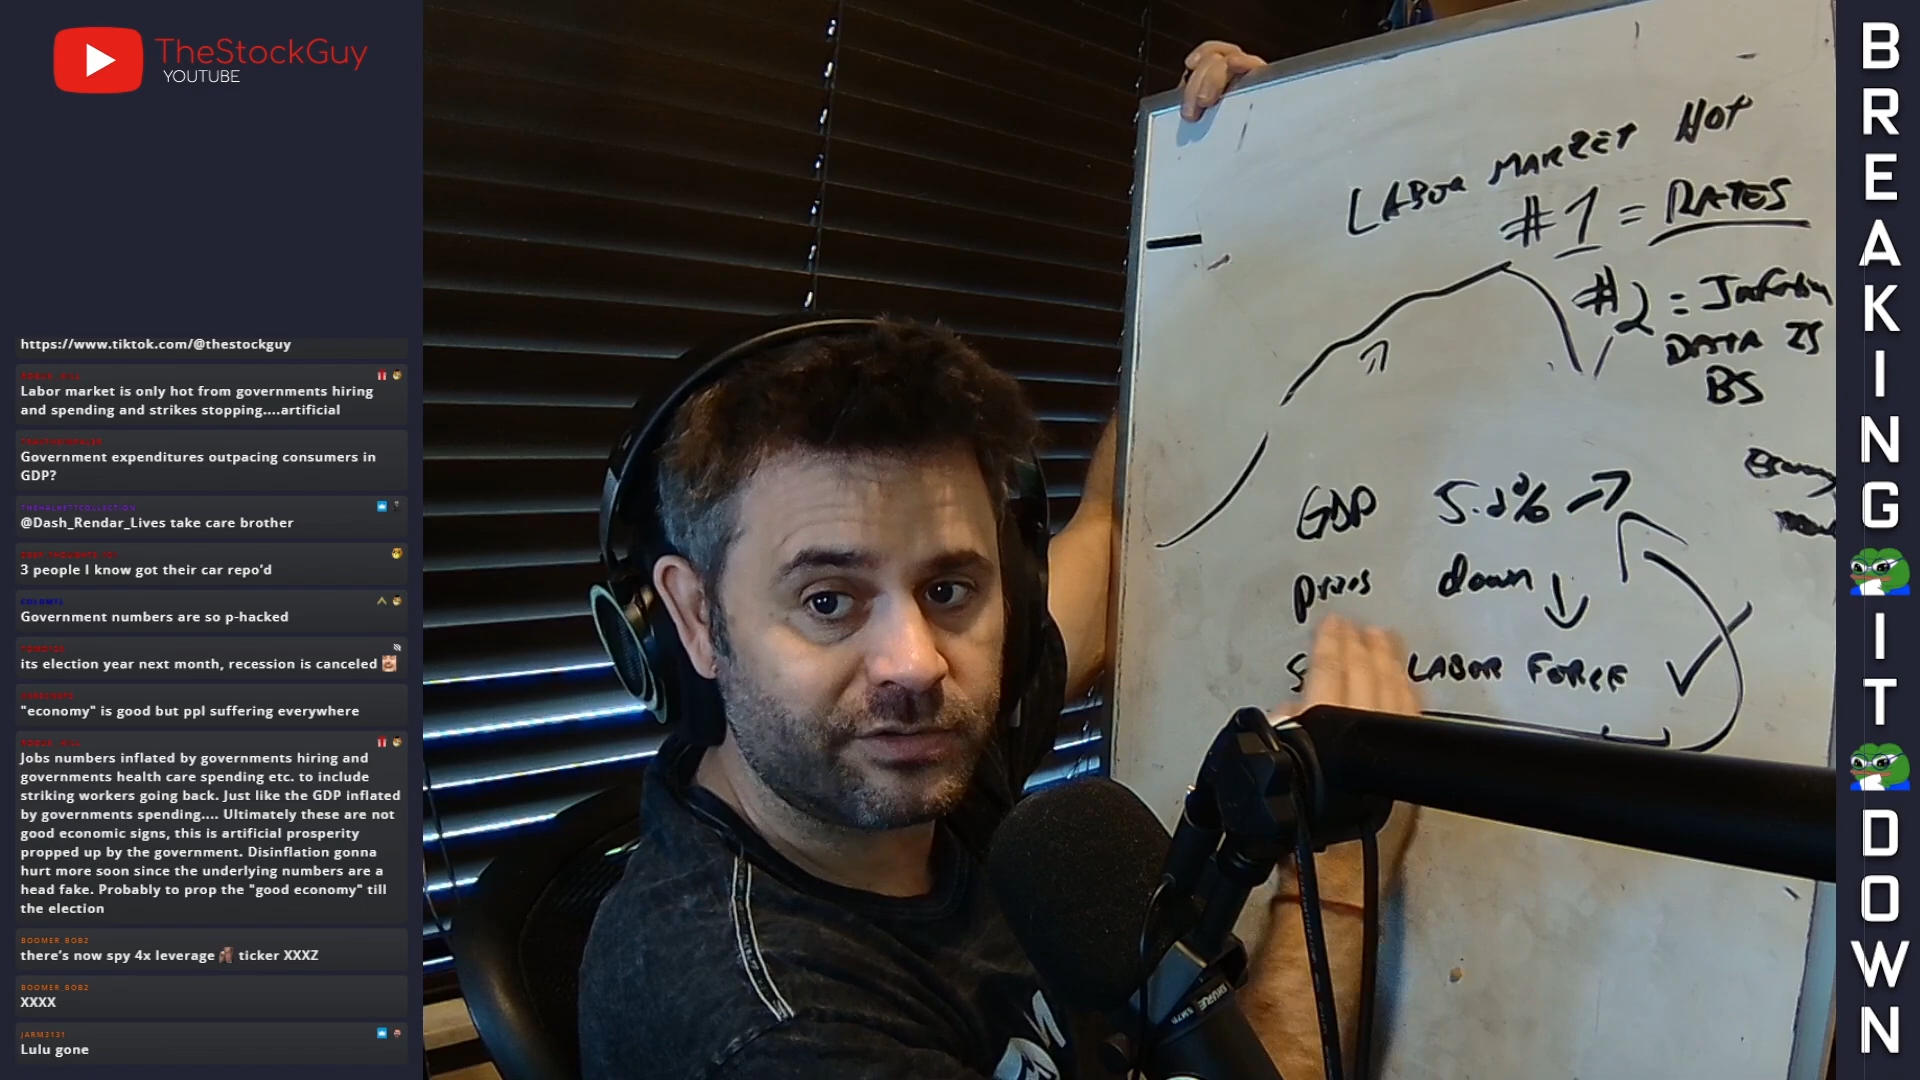 TheStockGuy
YOUTUBE
https://www.tiktok.com/@thestockguy
Labor market is only hot from governments hiring
and spending and strikes stopping....artificial
Government expenditures outpacing consumers in
GDP?
THEHALHETTCOLLECTION
@Dash_Rendar_Lives take care brother
3 people I know got their car repo'd
Government numbers are so p-hacked
its election year next month, recession is canceled
"economy" is good but ppl suffering everywhere
Jobs numbers inflated by governments hiring and
governments health care spending etc. to include
striking workers going back. Just like the GDP inflated
by governments spending.... Ultimately these are not
good economic signs, this is artificial prosperity
propped up by the government. Disinflation gonna
hurt more soon since the underlying numbers are a
head fake. Probably to prop the "good economy" till
the election
BOOMER_BOB2
there's now spy 4x leverage ticker XXXZ
BOOMER_BOB2
XXXX
JARM3131
Lulu gone
LABOR MARKET HOT
#1 = RATES
#2 =
DATA IS
BS
GDP 5.2%
down
LABOR FORCE
BREAKING IT DOWN